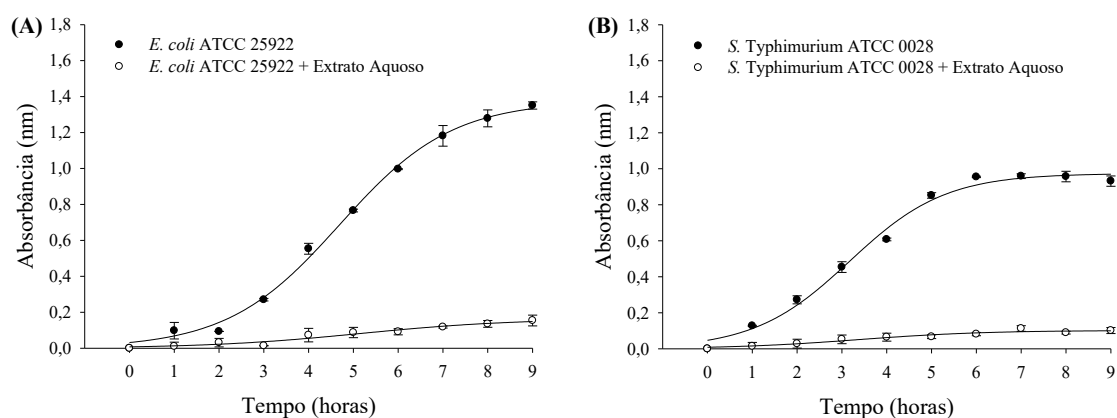 (A)
E. coli ATCC 25922
E. coli ATCC 25922 + Extrato Aquoso
Absorbância (nm)
1,8
1,6
1,4
1,2
1,0
0,8
0,6
0,4
0,2
0,0
0 1 2 3 4 5 6 7 8 9
Tempo (horas)
(B)
S. Typhimurium ATCC 0028
S. Typhimurium ATCC 0028 + Extrato Aquoso
Absorbância (nm)
1,8
1,6
1,4
1,2
1,0
0,8
0,6
0,4
0,2
0,0
0 1 2 3 4 5 6 7 8 9
Tempo (horas)